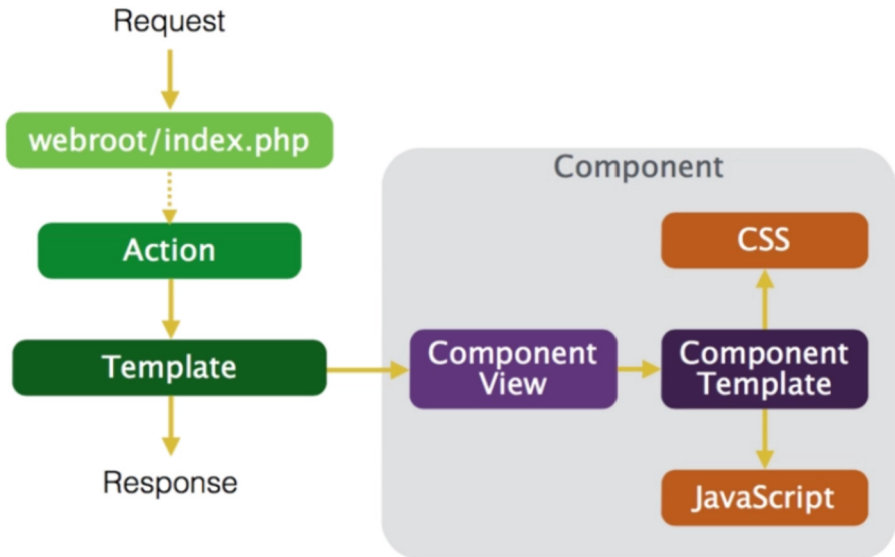 Request
webroot/index.php
Component
Action
CSS
Template
Component
View
Component
Template
Response
JavaScript